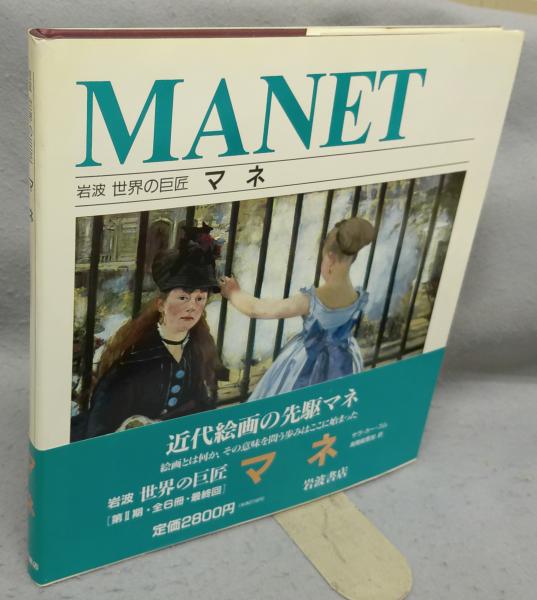 MANET
岩波 世界の巨匠 マネ
近代絵画の先駆マネ
絵画とは何か、その意味を問う歩みはここに始まった
岩波 世界の巨匠 マネ
[第Ⅱ期・全6冊・最終回]
定価2800円
岩波書店
マネ